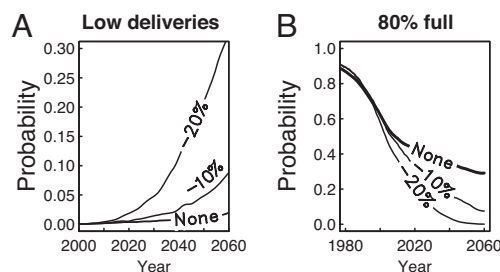 A Low deliveries
Probability
0.30
0.25
0.20
0.15
0.10
0.05
0.00
-20%
-10%
None
2000 2020 2040 2060
Year
B 80% full
Probability
1.0
0.8
0.6
0.4
0.2
0.0
None
-10%
-20%
1980 2020 2060
Year